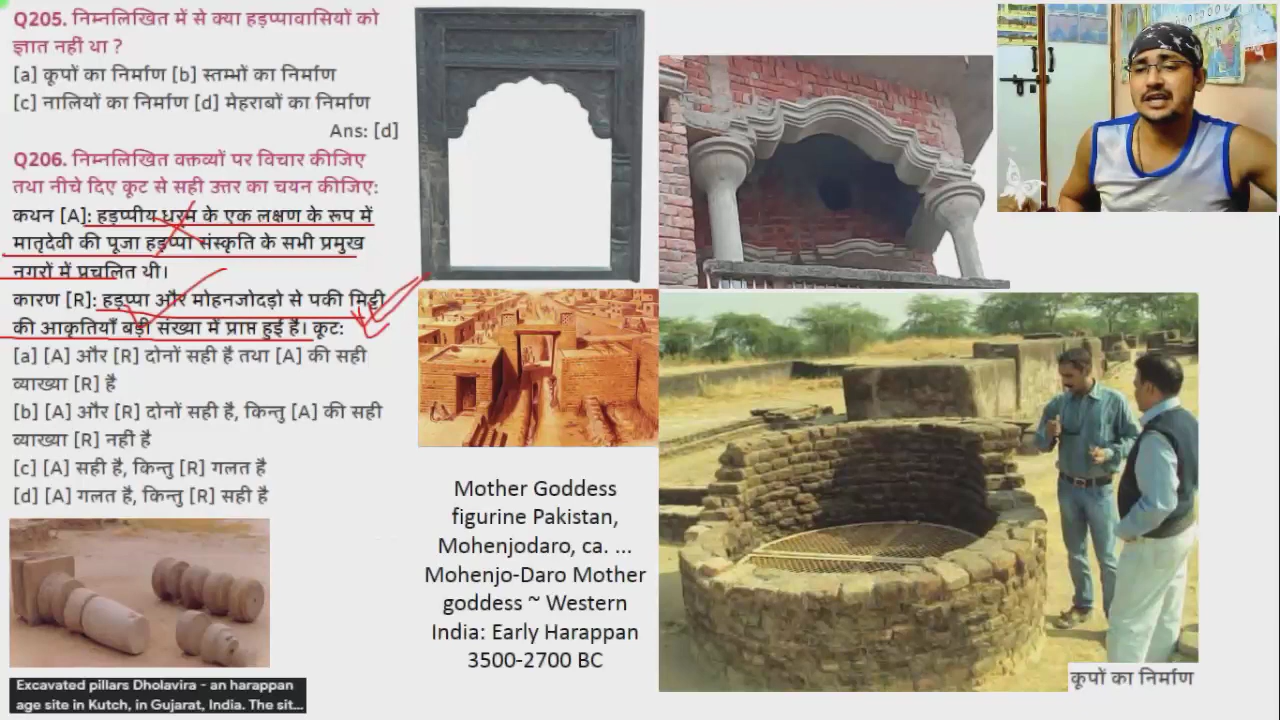 Q205. निम्नलिखित में से क्या हड़प्पावासियों को
ज्ञात नहीं था ?
[a] कूपों का निर्माण [b] स्तम्भों का निर्माण
[c] नालियों का निर्माण [d] मेहराबों का निर्माण
Ans: [d]
Q206. निम्नलिखित वक्तव्यों पर विचार कीजिए
तथा नीचे दिए कूट से सही उत्तर का चयन कीजिए:
कथन [A]: हड़प्पीय धरम के एक लक्षण के रूप में
मातृदेवी की पूजा हड़प्पा संस्कृति के सभी प्रमुख
नगरों में प्रचलित थी।
कारण [R]: हड़प्पा और मोहनजोदड़ो से पकी मिट्टी
की आकृतियाँ बड़ी संख्या में प्राप्त हुई है। कूट:
[a] [A] और [R] दोनों सही है तथा [A] की सही
व्याख्या [R] है
[b] [A] और [R] दोनों सही है, किन्तु [A] की सही
व्याख्या [R] नही है
[c] [A] सही है, किन्तु [R] गलत है
[d] [A] गलत है, किन्तु [R] सही है
Excavated pillars Dholavira - an harappan
age site in Kutch, in Gujarat, India. The sit...
Mother Goddess
figurine Pakistan,
Mohenjodaro, ca. ...
Mohenjo-Daro Mother
goddess ~ Western
India: Early Harappan
3500-2700 BC
कूपों का निर्माण